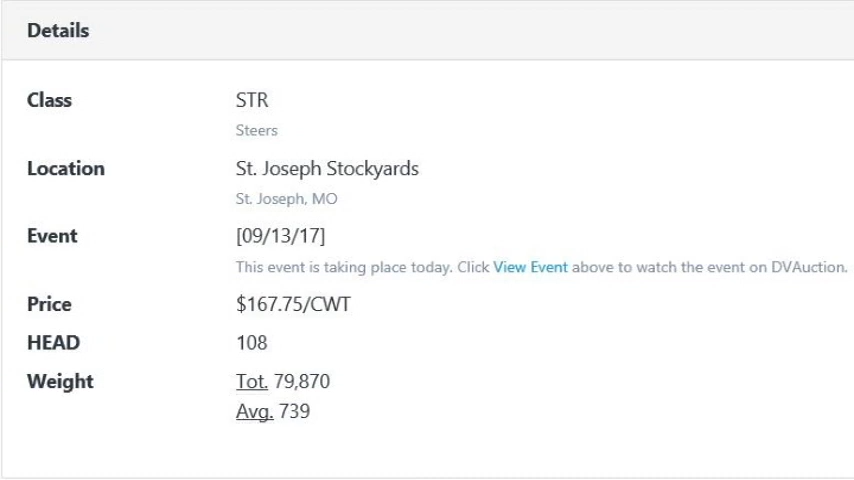 Details
Class STR
Steers
Location St. Joseph Stockyards
St. Joseph, MO
Event [09/13/17]
This event is taking place today. Click View Event above to watch the event on DVAuction.
Price $167.75/CWT
HEAD 108
Weight Tot. 79,870
Avg. 739